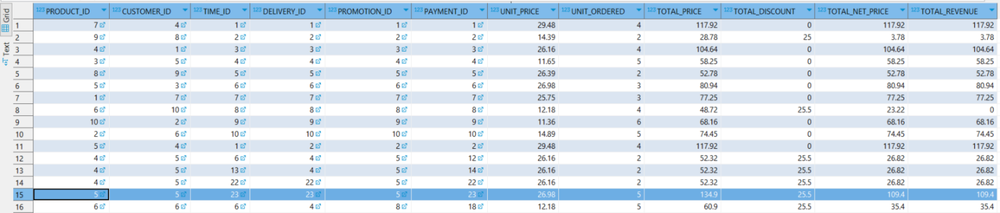 Grid
Text
123 PRODUCT_ID 123 CUSTOMER_ID 123 TIME_ID 123 DELIVERY_ID 123 PROMOTION_ID 123 PAYMENT_ID 123 UNIT_PRICE 123 UNIT_ORDERED 123 TOTAL_PRICE 123 TOTAL_DISCOUNT 123 TOTAL_NET_PRICE 123 TOTAL_REVENUE
1 7 4 1 1 1 1 29.48 4 117.92 0 117.92 117.92
2 9 8 2 2 2 2 14.39 2 28.78 25 3.78 3.78
3 4 1 3 3 3 3 26.16 4 104.64 0 104.64 104.64
4 3 5 4 4 4 4 11.65 5 58.25 0 58.25 58.25
5 8 9 5 5 5 5 26.39 2 52.78 0 52.78 52.78
6 5 3 6 6 6 6 26.98 3 80.94 0 80.94 80.94
7 1 7 7 7 7 7 25.75 3 77.25 0 77.25 77.25
8 6 10 8 8 8 8 12.18 4 48.72 25.5 23.22 0
9 10 2 9 9 9 9 11.36 6 68.16 0 68.16 68.16
10 2 6 10 10 10 10 14.89 5 74.45 0 74.45 74.45
11 5 4 1 2 2 2 29.48 4 117.92 0 117.92 117.92
12 4 5 6 4 5 12 26.16 2 52.32 25.5 26.82 26.82
13 4 5 13 4 5 14 26.16 2 52.32 25.5 26.82 26.82
14 4 5 22 22 5 22 26.16 2 52.32 25.5 26.82 26.82
15 5 5 23 23 5 23 26.98 5 134.9 25.5 109.4 109.4
16 6 6 6 4 8 18 12.18 5 60.9 25.5 35.4 35.4